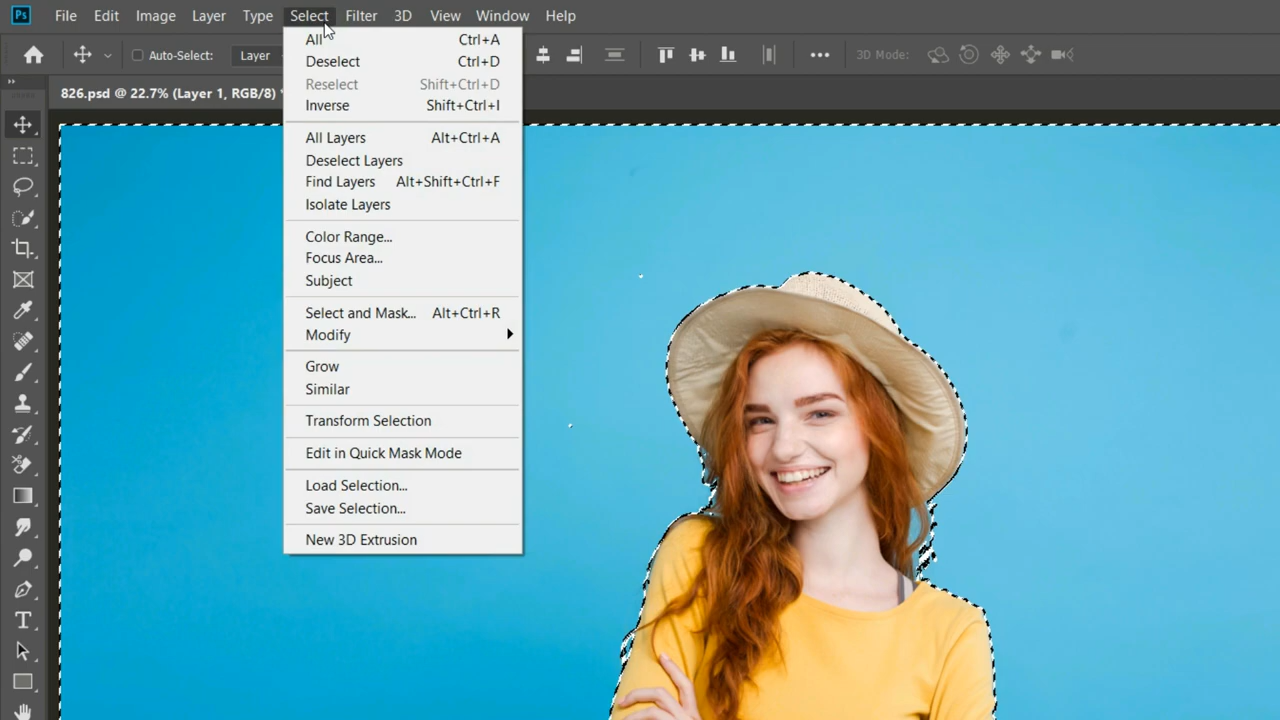 Ps File Edit Image Layer Type Select Filter 3D View Window Help
Auto-Select: Layer 3D Mode:
826.psd @ 22.7% (Layer 1, RGB/8) *
All Ctrl+A
Deselect Ctrl+D
Reselect Shift+Ctrl+D
Inverse Shift+Ctrl+I
All Layers Alt+Ctrl+A
Deselect Layers
Find Layers Alt+Shift+Ctrl+F
Isolate Layers
Color Range...
Focus Area...
Subject
Select and Mask... Alt+Ctrl+R
Modify
Grow
Similar
Transform Selection
Edit in Quick Mask Mode
Load Selection...
Save Selection...
New 3D Extrusion